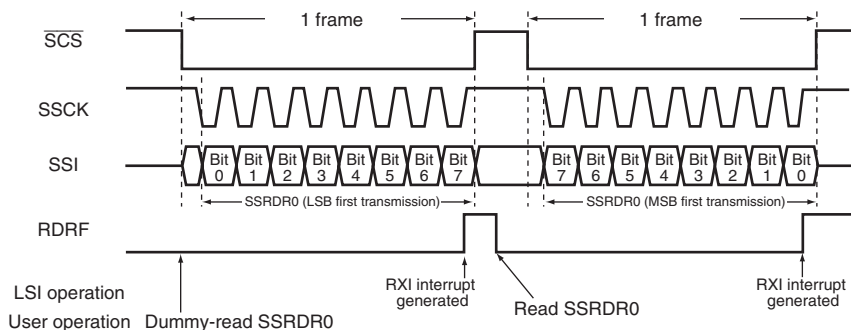 1 frame 1 frame
SCS
SSCK
SSI Bit 0 Bit 1 Bit 2 Bit 3 Bit 4 Bit 5 Bit 6 Bit 7 Bit 7 Bit 6 Bit 5 Bit 4 Bit 3 Bit 2 Bit 1 Bit 0
SSRDR0 (LSB first transmission) SSRDR0 (MSB first transmission)
RDRF
LSI operation RXI interrupt generated RXI interrupt generated
User operation Dummy-read SSRDR0 Read SSRDR0